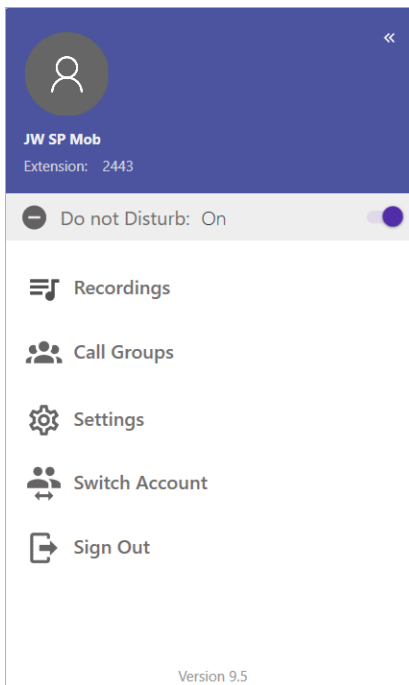 «
JW SP Mob
Extension: 2443
Do not Disturb: On
Recordings
Call Groups
Settings
Switch Account
Sign Out
Version 9.5